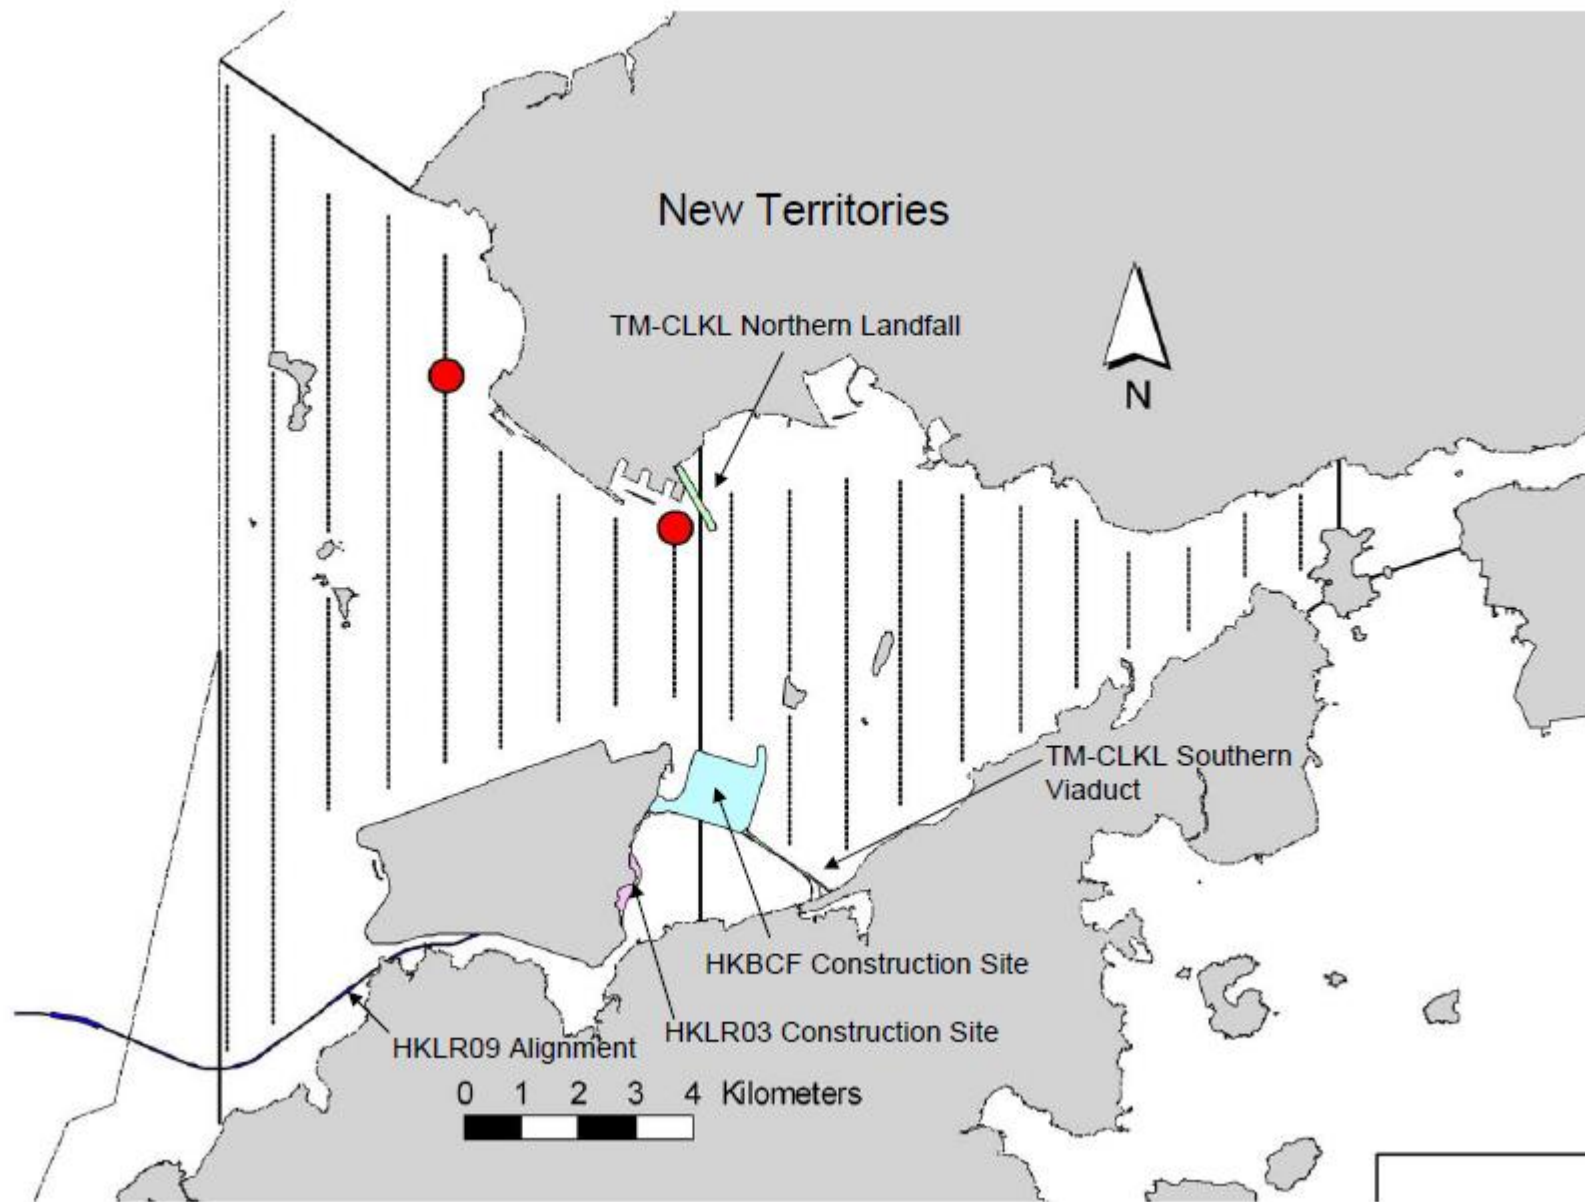 New Territories
TM-CLKL Northern Landfall
N
TM-CLKL Southern
Viaduct
HKBCF Construction Site
HKLR03 Construction Site
HKLR09 Alignment
0 1 2 3 4 Kilometers